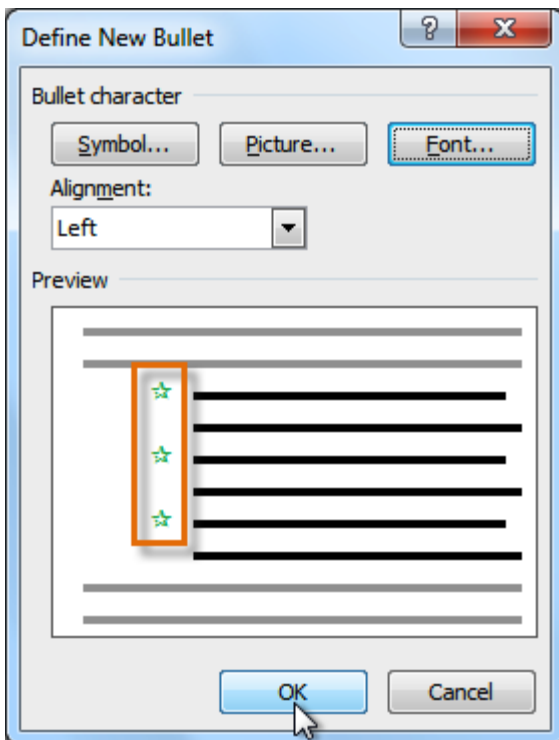 Define New Bullet
Bullet character
Symbol... Picture... Font...
Alignment:
Left
Preview
OK Cancel